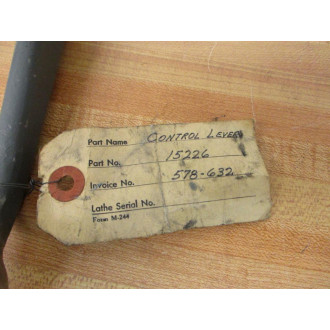 Part Name CONTROL LEVER
Part No. 15226
Invoice No. 578-632
Lathe Serial No.
Form M-244